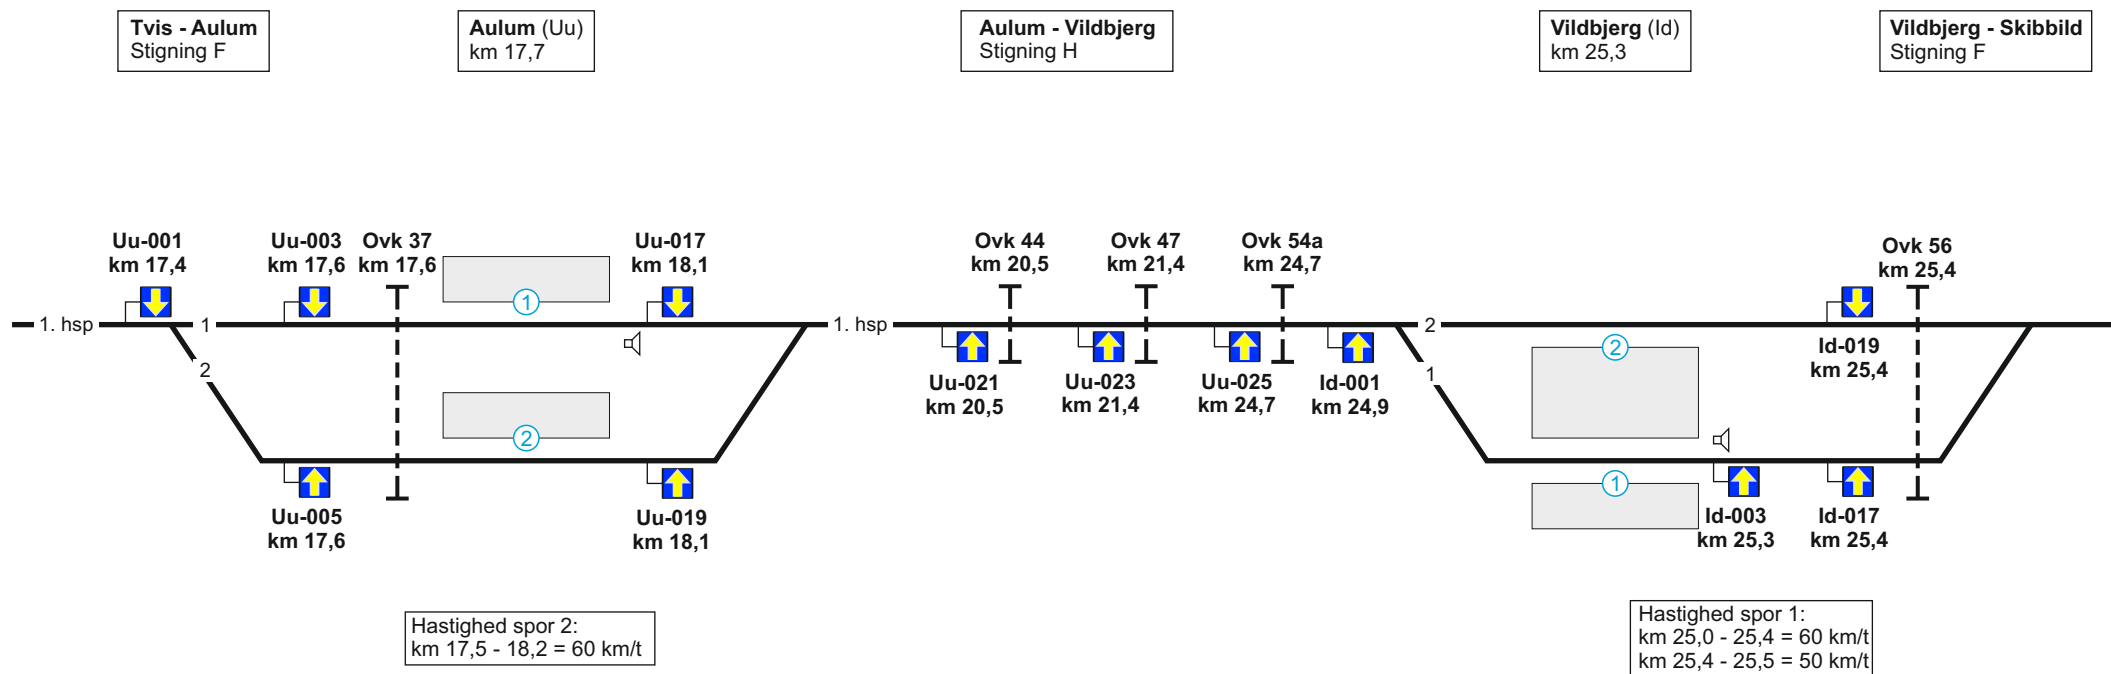 Tvis - Aulum
Stigning F
Aulum (Uu)
km 17,7
Aulum - Vildbjerg
Stigning H
Vildbjerg (Id)
km 25,3
Vildbjerg - Skibbild
Stigning F
Uu-001
km 17,4
Uu-003
km 17,6
Ovk 37
km 17,6
Uu-017
km 18,1
Ovk 44
km 20,5
Ovk 47
km 21,4
Ovk 54a
km 24,7
Ovk 56
km 25,4
1
1. hsp
1
1. hsp
2
2
2
1
Uu-021
km 20,5
Uu-023
km 21,4
Uu-025
km 24,7
Id-001
km 24,9
Id-019
km 25,4
2
1
Uu-005
km 17,6
Uu-019
km 18,1
Id-003
km 25,3
Id-017
km 25,4
Hastighed spor 2:
km 17,5 - 18,2 = 60 km/t
Hastighed spor 1:
km 25,0 - 25,4 = 60 km/t
km 25,4 - 25,5 = 50 km/t